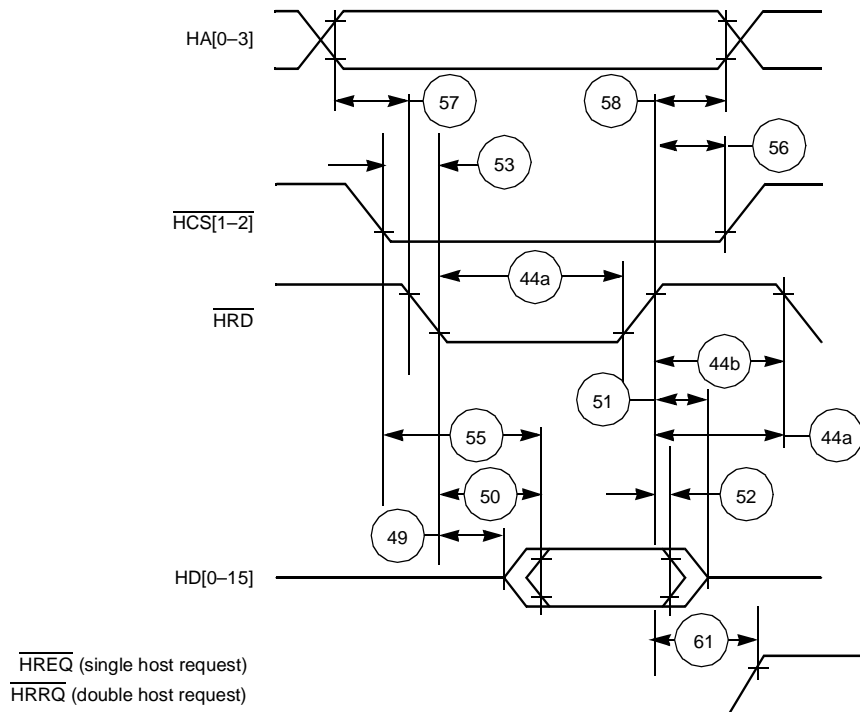 HA[0–3]
57
58
53
56
HCS[1–2]
44a
HRD
44b
51
55
44a
50
52
49
HD[0–15]
61
HREQ (single host request)
HRRQ (double host request)